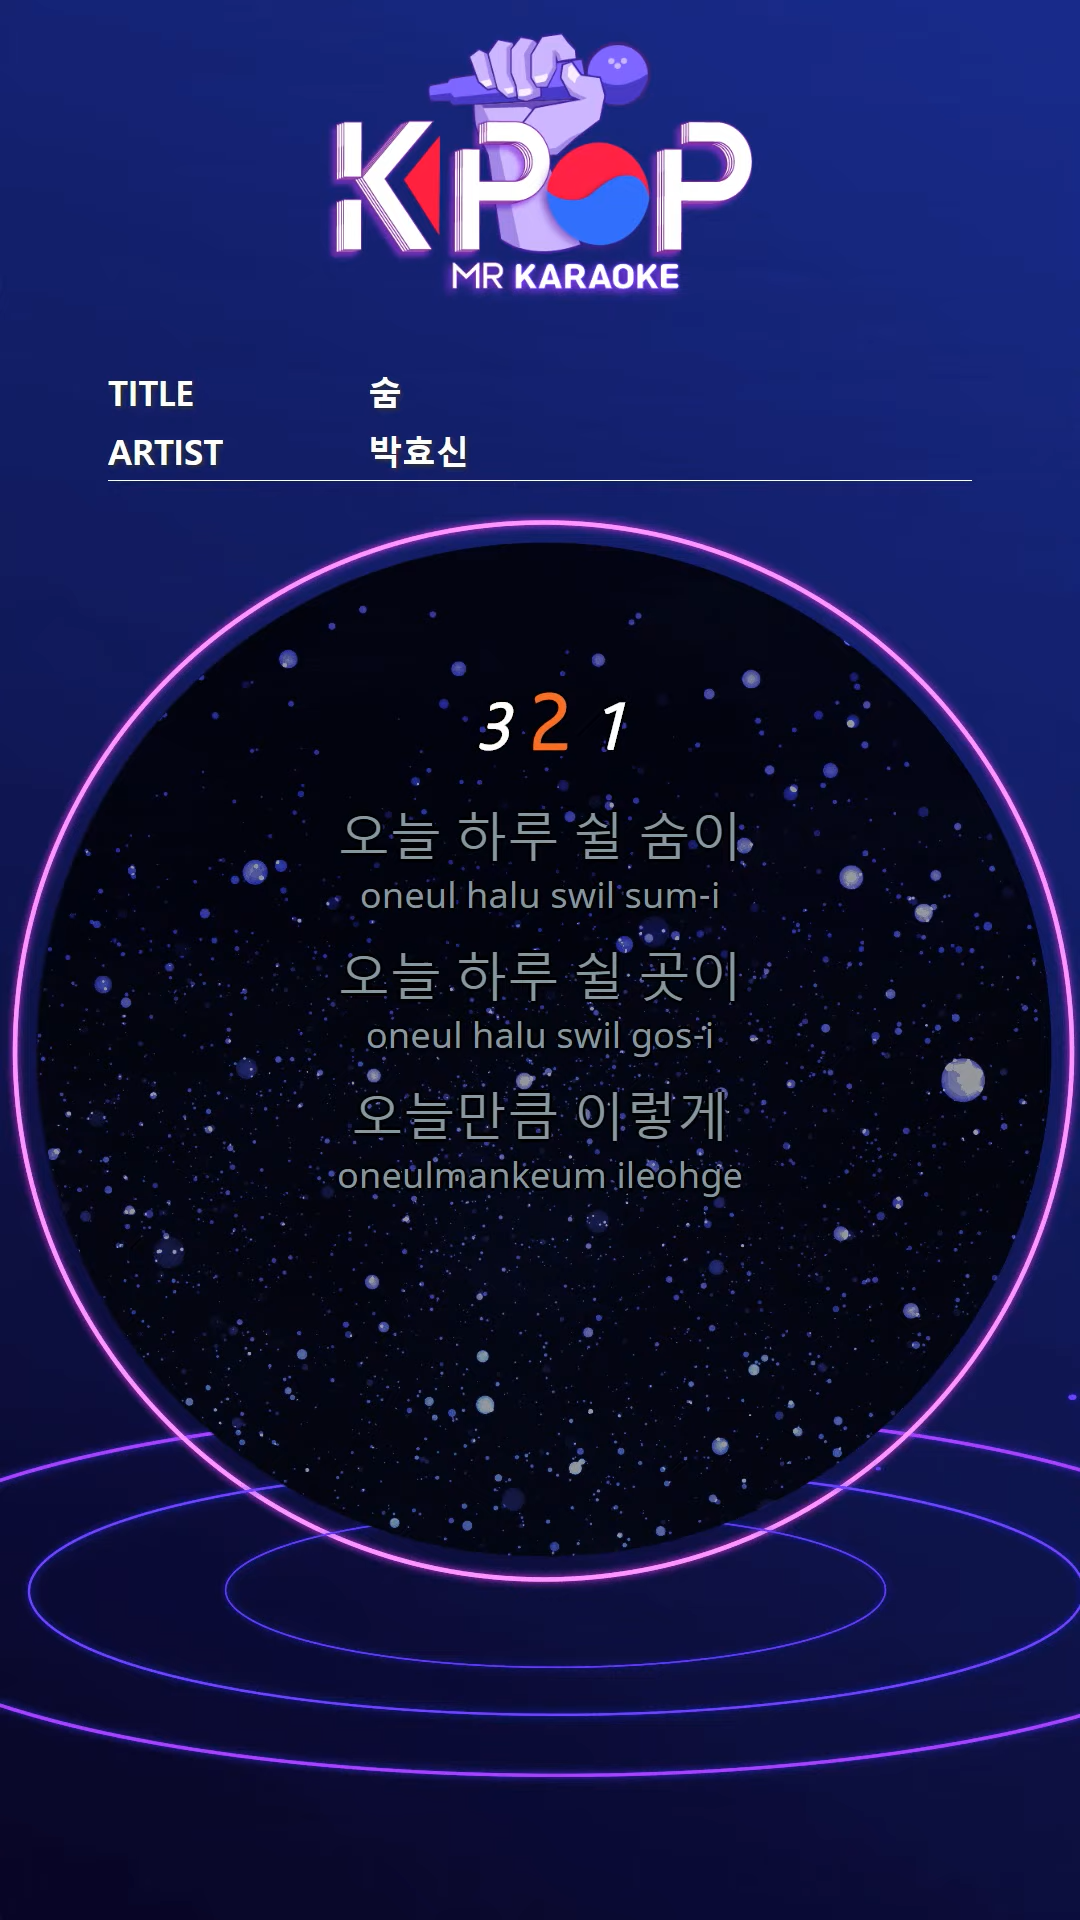 KPOP
MR KARAOKE
TITLE 숨
ARTIST 박효신
3 2 1
오늘 하루 쉴 숨이
oneul halu swil sum-i
오늘 하루 쉴 곳이
oneul halu swil gos-i
오늘만큼 이렇게
oneulmankeum ileohge